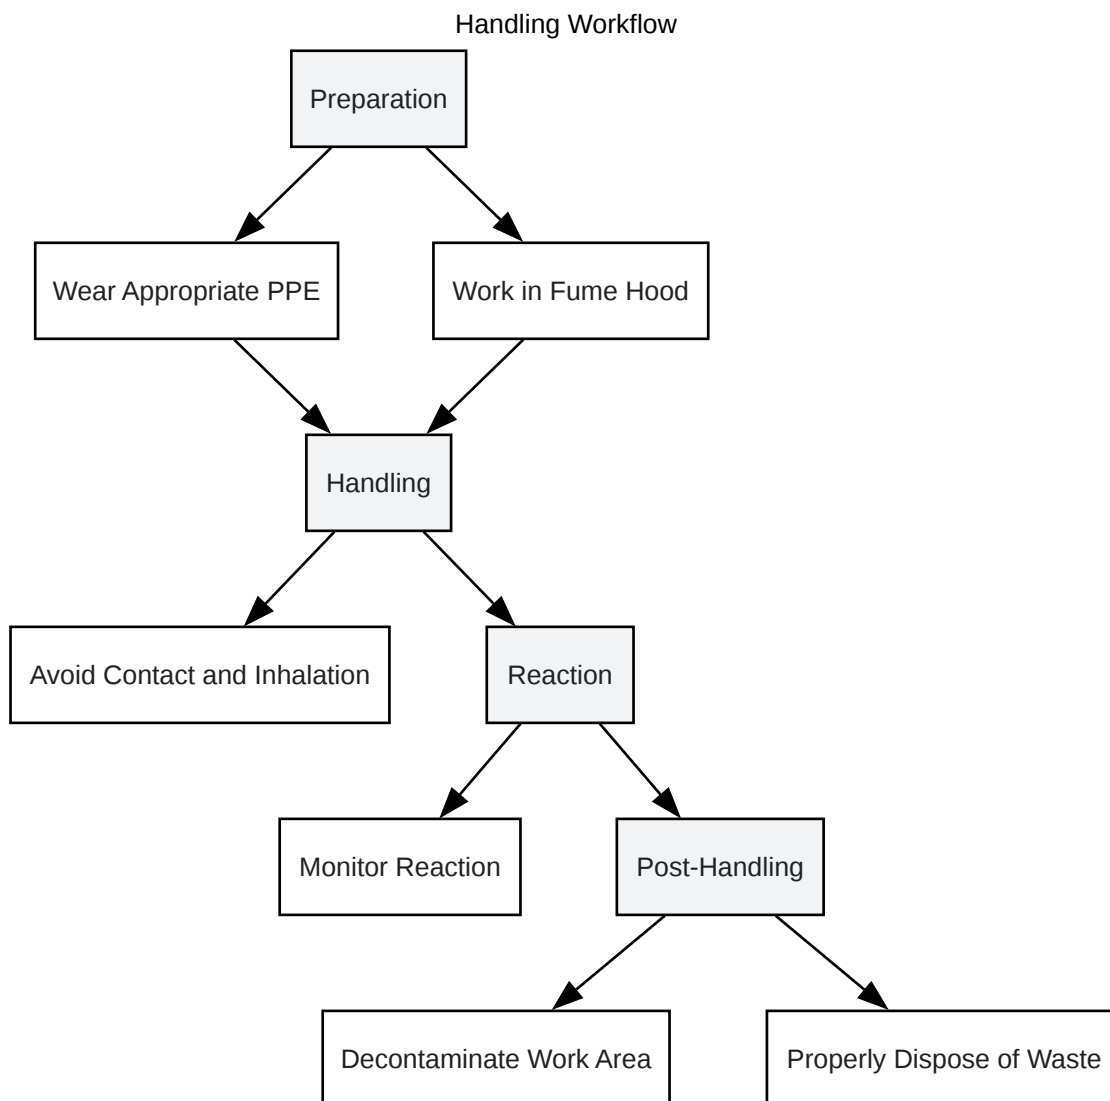 Handling Workflow
Preparation
Wear Appropriate PPE
Work in Fume Hood
Handling
Avoid Contact and Inhalation
Reaction
Monitor Reaction
Post-Handling
Decontaminate Work Area
Properly Dispose of Waste